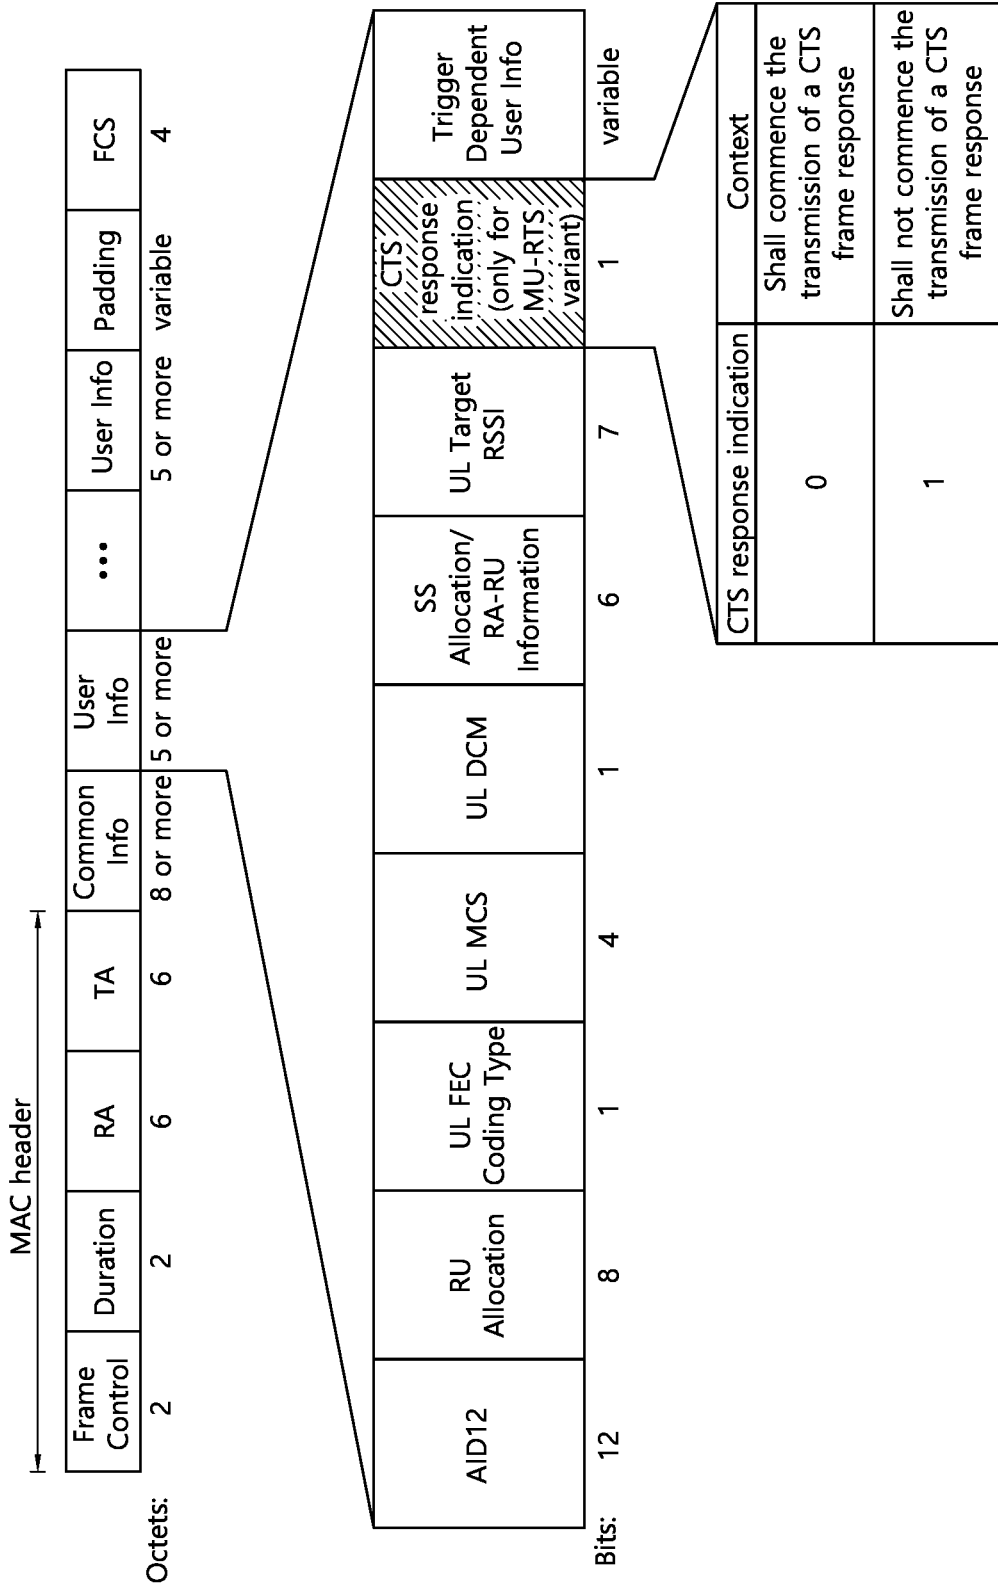 MAC header
Frame
Control
Duration
RA
TA
Common
Info
User
Info
...
User Info
Padding
FCS
Octets:
2
2
6
6
8 or more
5 or more
5 or more
variable
4
AID12
RU
Allocation
UL FEC
Coding Type
UL MCS
UL DCM
SS
Allocation/
RA-RU
Information
UL Target
RSSI
CTS
response
indication
(only for
MU-RTS
variant)
Trigger
Dependent
User Info
Bits:
12
8
1
4
1
6
7
1
variable
CTS response indication
Context
0
Shall commence the
transmission of a CTS
frame response
1
Shall not commence the
transmission of a CTS
frame response